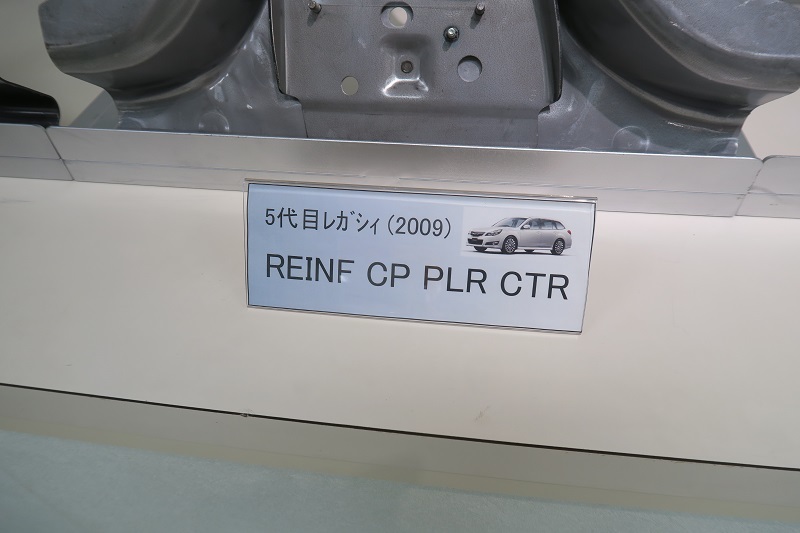 5代目ﾚｶﾞｼｨ(2009)
REINF CP PLR CTR